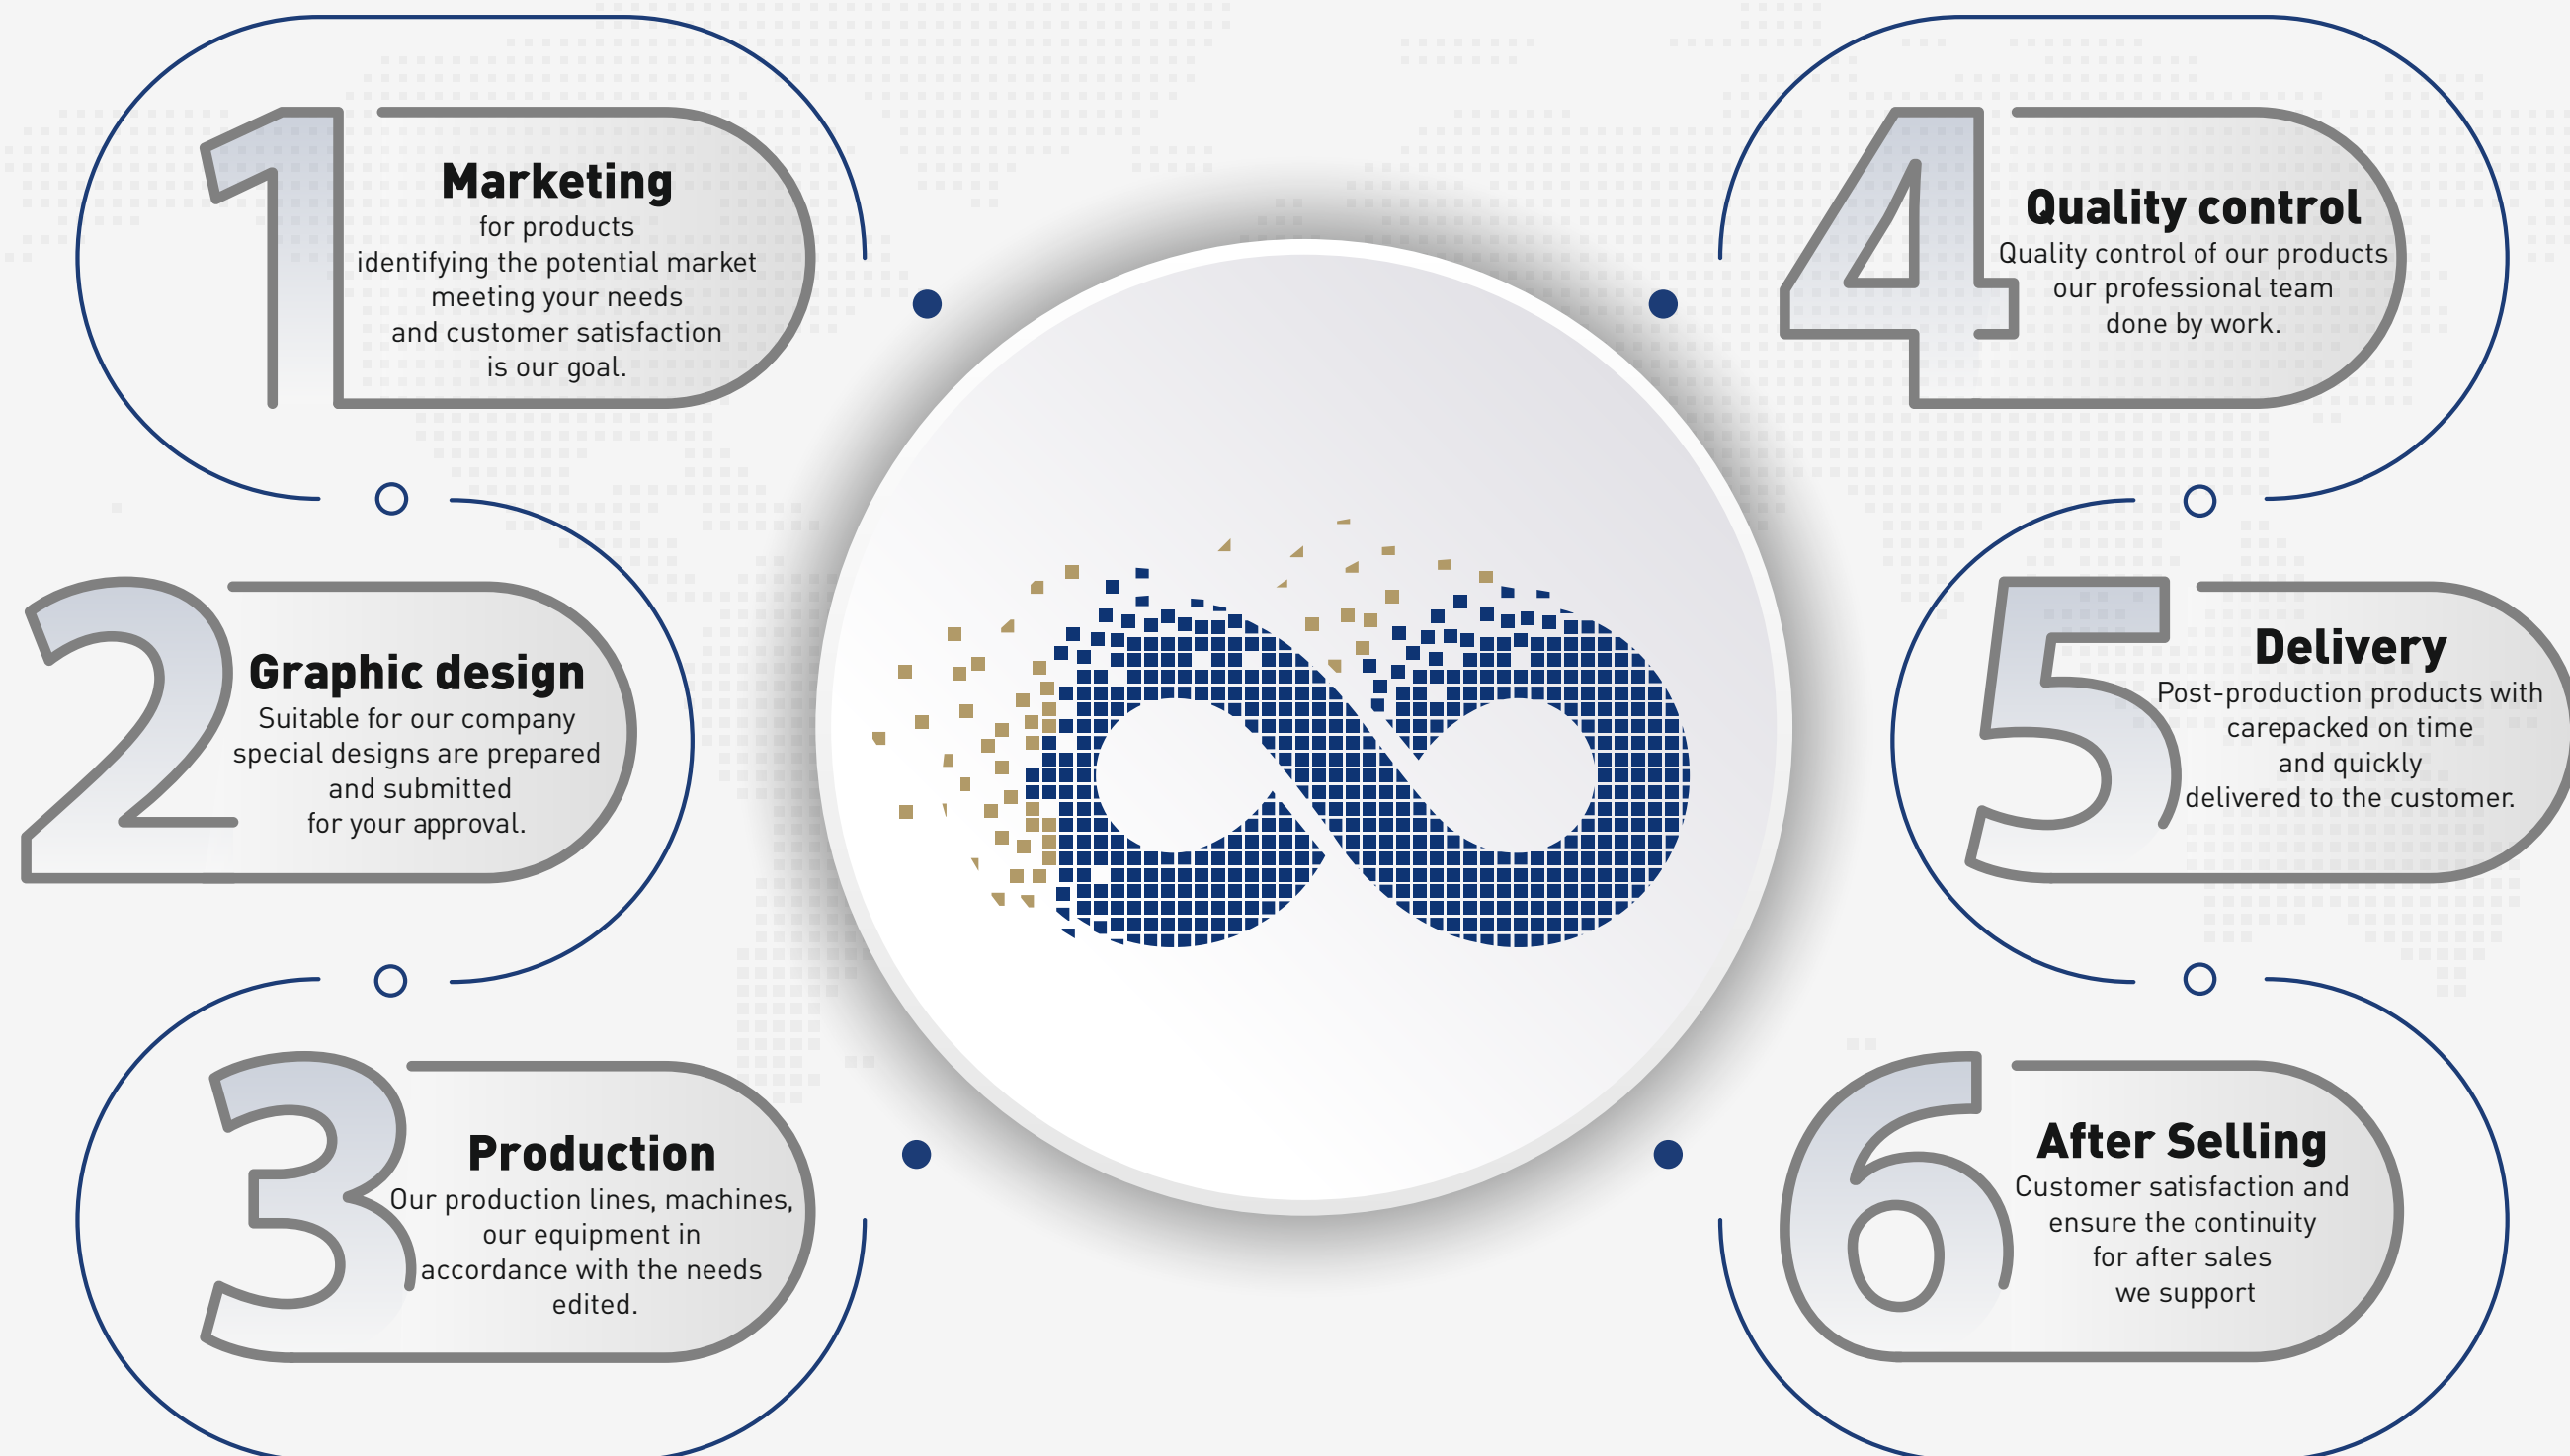 1
Marketing
for products
identifying the potential market
meeting your needs
and customer satisfaction
is our goal.
2
Graphic design
Suitable for our company
special designs are prepared
and submitted
for your approval.
3
Production
Our production lines, machines,
our equipment in
accordance with the needs
edited.
4
Quality control
Quality control of our products
our professional team
done by work.
5
Delivery
Post-production products with
carepacked on time
and quickly
delivered to the customer.
6
After Selling
Customer satisfaction and
ensure the continuity
for after sales
we support